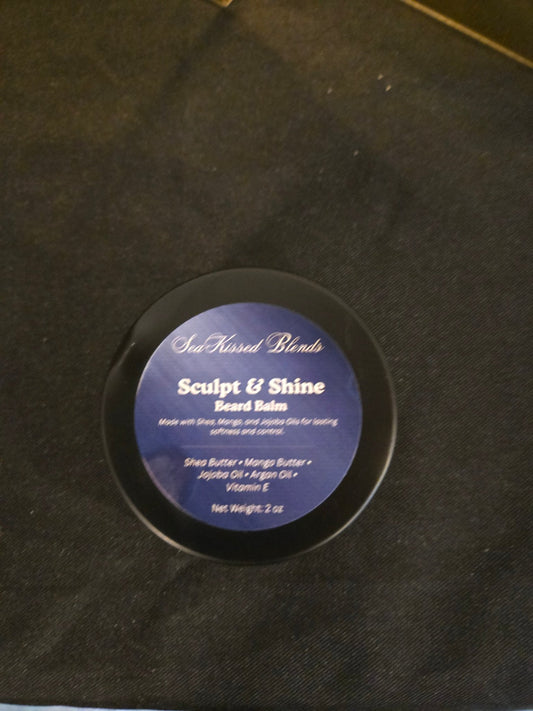 SeaKissed Blends
Sculpt & Shine
Beard Balm
Made with Shea, Mango, and Jojoba Oils for lasting
softness and control.
Shea Butter • Mango Butter •
Jojoba Oil • Argan Oil •
Vitamin E
Net Weight: 2 oz